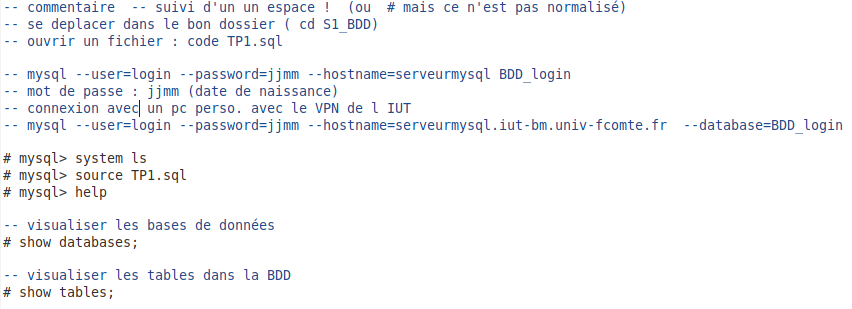 -- commentaire  -- suivi d'un un espace !  (ou  # mais ce n'est pas normalisé)
-- se deplacer dans le bon dossier ( cd S1_BDD)
-- ouvrir un fichier : code TP1.sql
-- mysql --user=login --password=jjmm --hostname=serveurmysql BDD_login
-- mot de passe : jjmm (date de naissance)
-- connexion avec un pc perso. avec le VPN de l IUT
-- mysql --user=login --password=jjmm --hostname=serveurmysql.iut-bm.univ-fcomte.fr  --database=BDD_login
# mysql> system ls
# mysql> source TP1.sql
# mysql> help
-- visualiser les bases de données
# show databases;
-- visualiser les tables dans la BDD
# show tables;